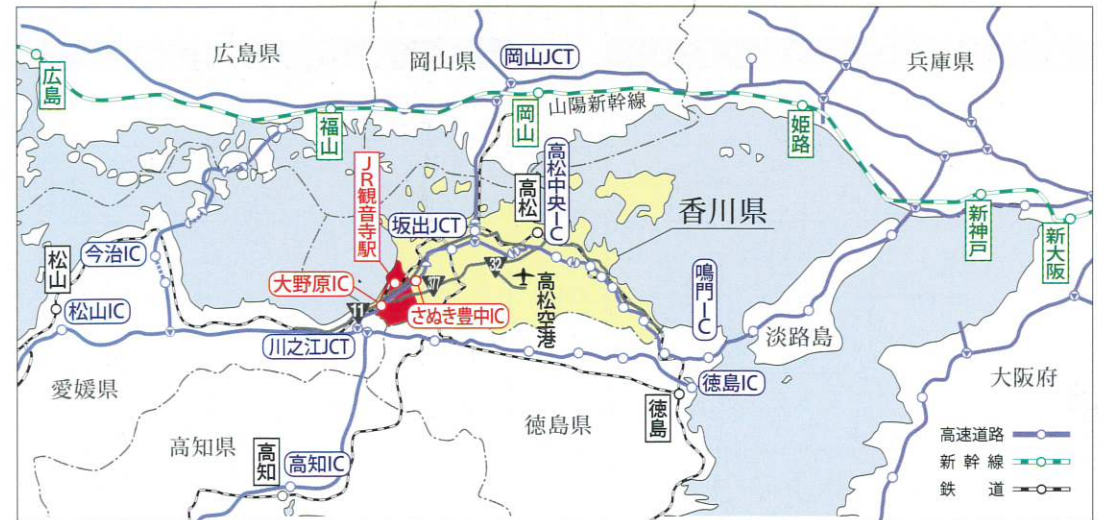 広島県
岡山県
兵庫県
岡山JCT
広島
福山
岡山
山陽新幹線
姫路
新神戸
新大阪
JR観音寺駅
高松
高松中央IC
香川県
坂出JCT
松山
今治IC
大野原IC
32
11
さぬき豊中IC
高松空港
鳴門IC
淡路島
松山IC
川之江JCT
徳島IC
大阪府
愛媛県
徳島
徳島県
高知県
高知
高知IC
高速道路
新幹線
鉄道